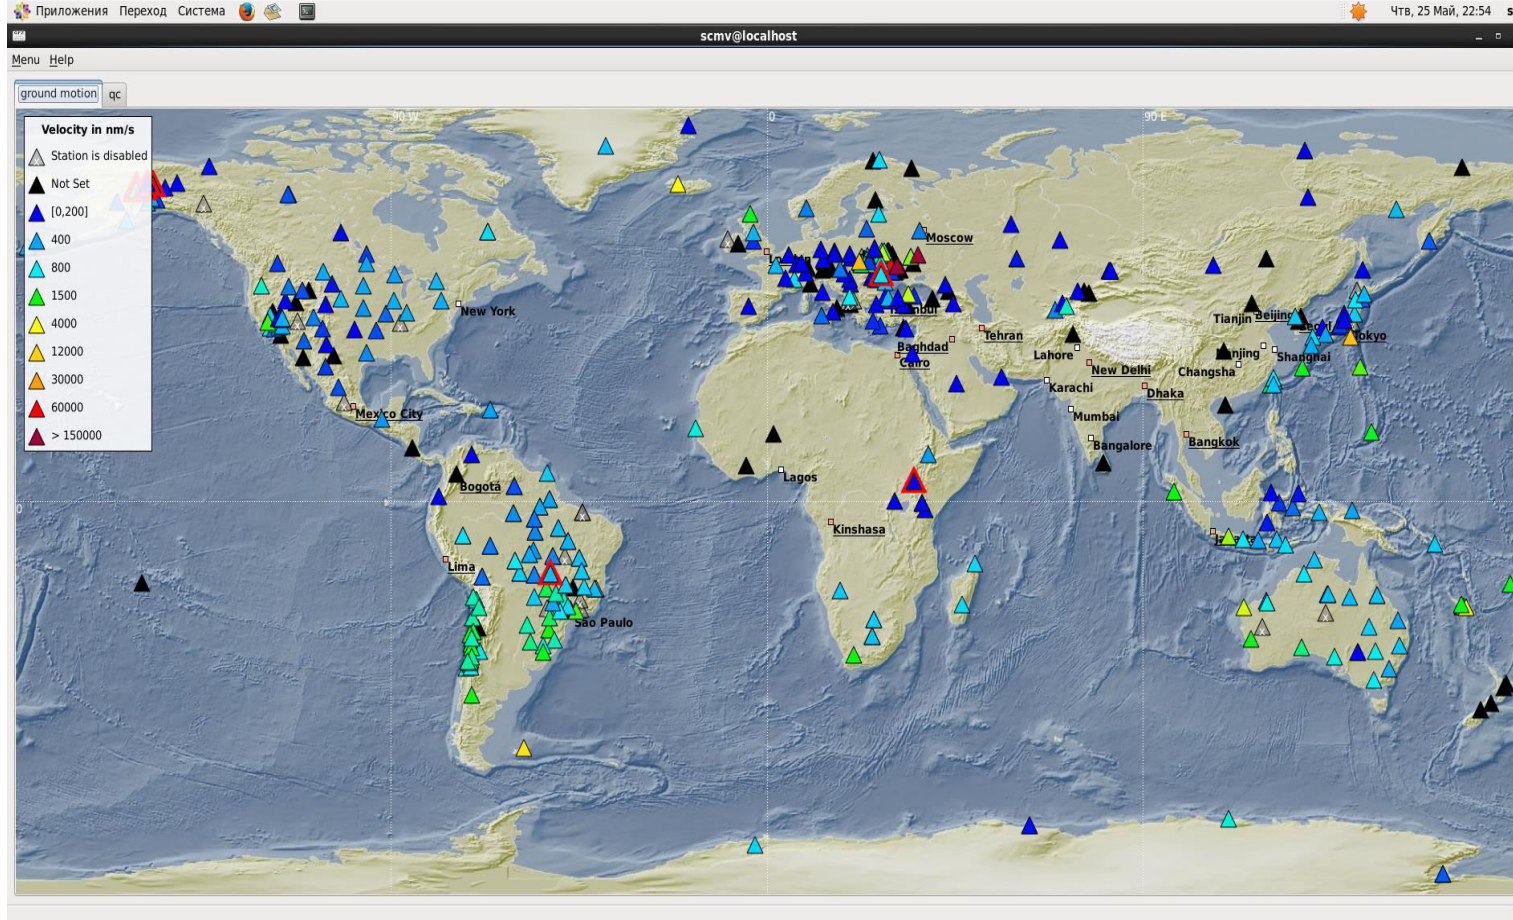 Приложения Переход Система
Чтв, 25 Май, 22:54
scmv@localhost
Menu Help
ground motion qc
90 W
0
90 E
Velocity in nm/s
Station is disabled
Not Set
[0,200]
400
800
1500
4000
12000
30000
60000
> 150000
Moscow
New York
Tianjin
Beijing
Tokyo
Tehran
Baghdad
Cairo
Lahore
Shanghai
New Delhi
Changsha
Karachi
Dhaka
Mexico City
Mumbai
Bangalore
Bangkok
Lagos
Bogota
0
Kinshasa
Lima
Sao Paulo